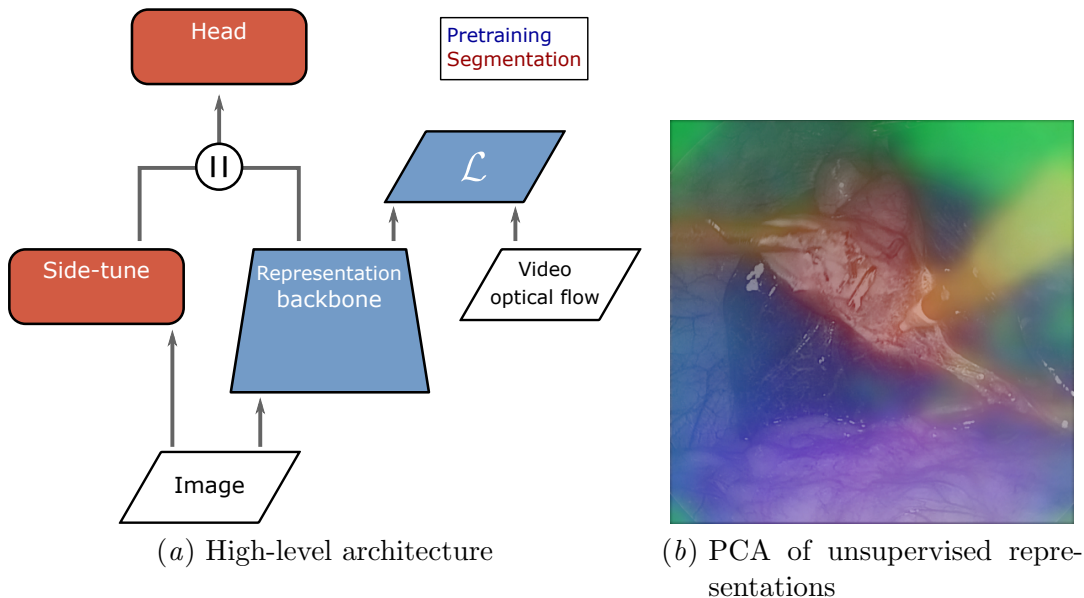 Head
Pretraining
Segmentation
||
ℒ
Side-tune
Representation
backbone
Video
optical flow
Image
(a) High-level architecture
(b) PCA of unsupervised repre-
sentations